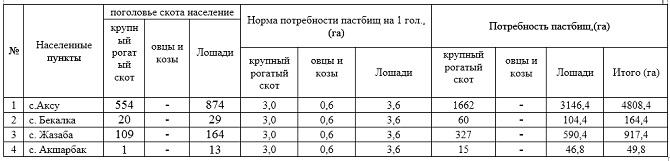 № Населенные пункты поголовье скота население Норма потребности пастбищ на 1 гол., (га) Потребность пастбищ,(га)
крупный рогатый скот овцы и козы Лошади крупный рогатый скот овцы и козы Лошади крупный рогатый скот овцы и козы Лошади Итого (га)
1 с.Аксу 554 - 874 3,0 0,6 3,6 1662 - 3146,4 4808,4
2 с. Бекалка 20 - 29 3,0 0,6 3,6 60 - 104,4 164,4
3 с. Жазаба 109 - 164 3,0 0,6 3,6 327 - 590,4 917,4
4 с. Акшарбак 1 - 13 3,0 0,6 3,6 15 - 46,8 49,8